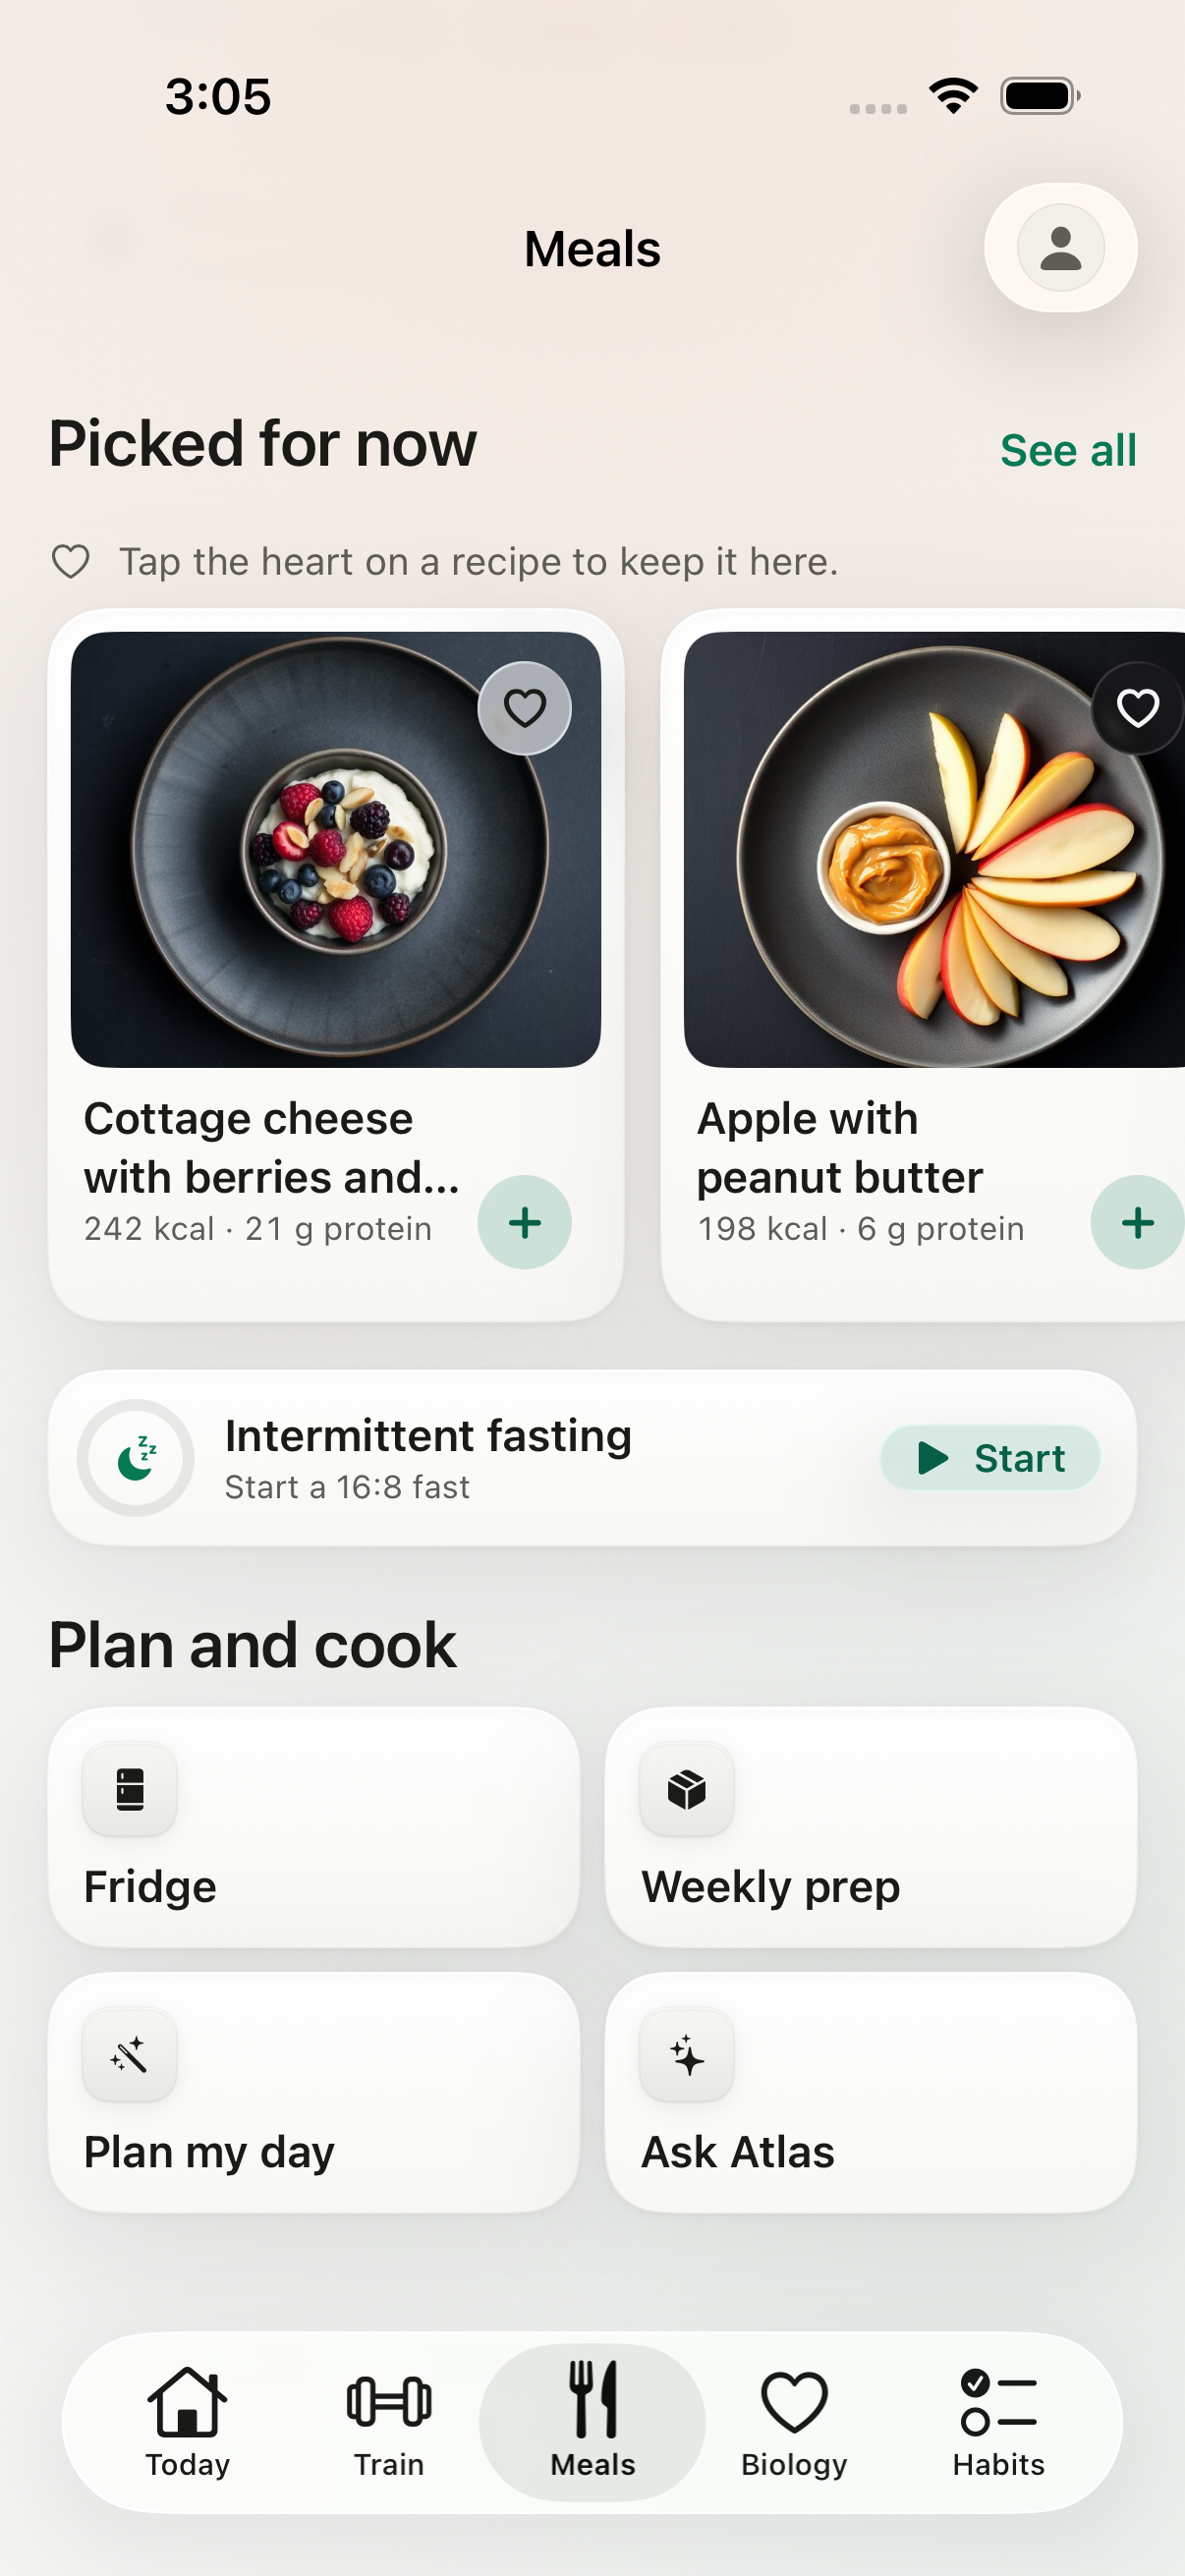 3:05
Meals
Picked for now
See all
Tap the heart on a recipe to keep it here.
Cottage cheese
with berries and...
242 kcal · 21 g protein
Apple with
peanut butter
198 kcal · 6 g protein
Intermittent fasting
Start a 16:8 fast
Start
Plan and cook
Fridge
Weekly prep
Plan my day
Ask Atlas
Today
Train
Meals
Biology
Habits